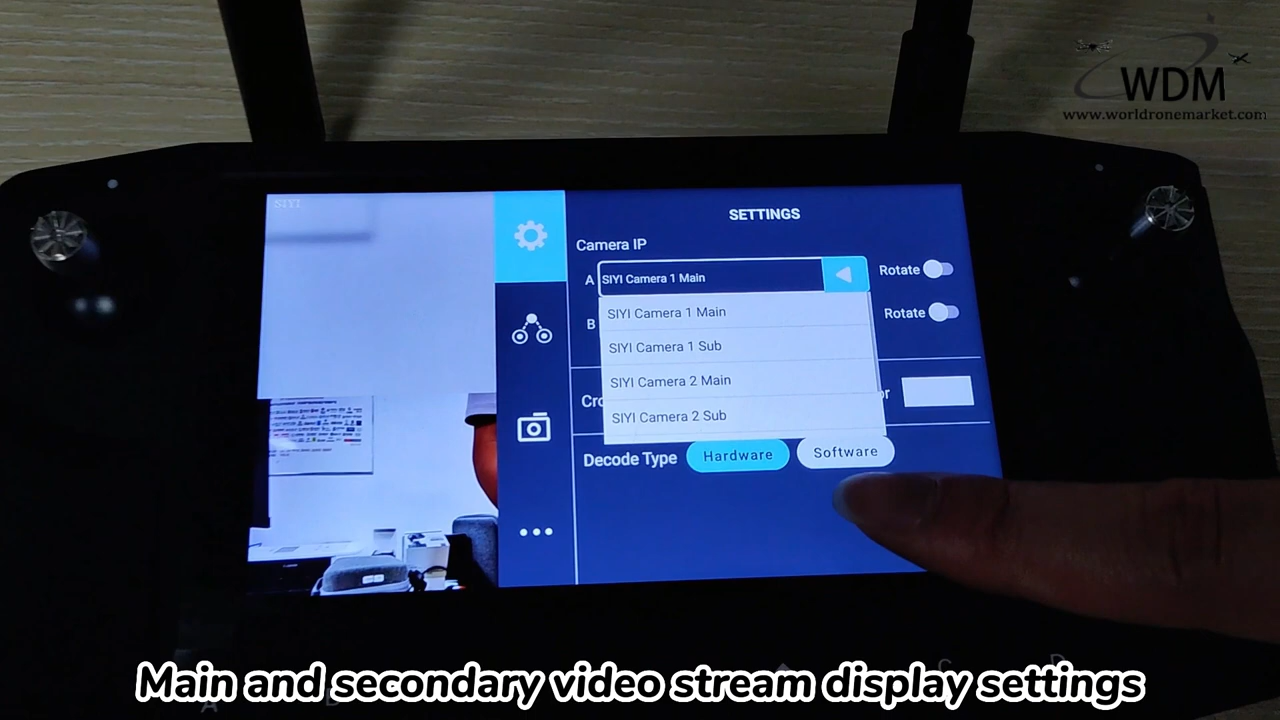 WDM
www.worldronemarket.com
SIYI
SETTINGS
Camera IP
A SIYI Camera 1 Main
Rotate
SIYI Camera 1 Main
B
Rotate
SIYI Camera 1 Sub
SIYI Camera 2 Main
Cro
or
SIYI Camera 2 Sub
Decode Type Hardware Software
Main and secondary video stream display settings
A
C
D